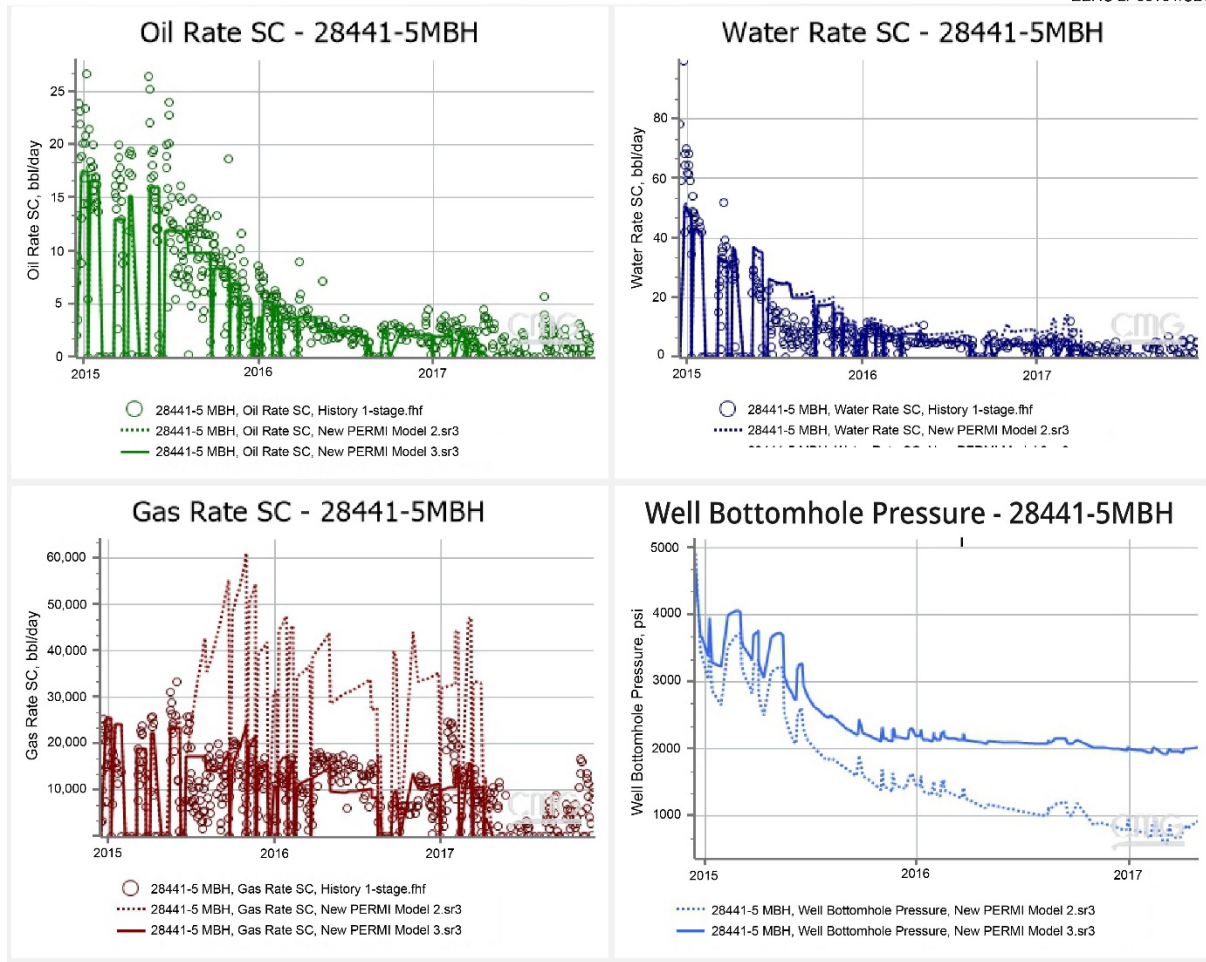 Oil Rate SC - 28441-5MBH
Oil Rate SC, bbl/day
25
20
15
10
5
0
2015
2016
2017
CMG
28441-5 MBH, Oil Rate SC, History 1-stage.fhf
28441-5 MBH, Oil Rate SC, New PERMI Model 2.sr3
28441-5 MBH, Oil Rate SC, New PERMI Model 3.sr3
Water Rate SC - 28441-5MBH
Water Rate SC, bbl/day
80
60
40
20
0
2015
2016
2017
CMG
28441-5 MBH, Water Rate SC, History 1-stage.fhf
28441-5 MBH, Water Rate SC, New PERMI Model 2.sr3
Gas Rate SC - 28441-5MBH
Gas Rate SC, bbl/day
60,000
50,000
40,000
30,000
20,000
10,000
2015
2016
2017
CMG
28441-5 MBH, Gas Rate SC, History 1-stage.fhf
28441-5 MBH, Gas Rate SC, New PERMI Model 2.sr3
28441-5 MBH, Gas Rate SC, New PERMI Model 3.sr3
Well Bottomhole Pressure - 28441-5MBH
Well Bottomhole Pressure, psi
5000
4000
3000
2000
1000
2015
2016
2017
CMG
28441-5 MBH, Well Bottomhole Pressure, New PERMI Model 2.sr3
28441-5 MBH, Well Bottomhole Pressure, New PERMI Model 3.sr3